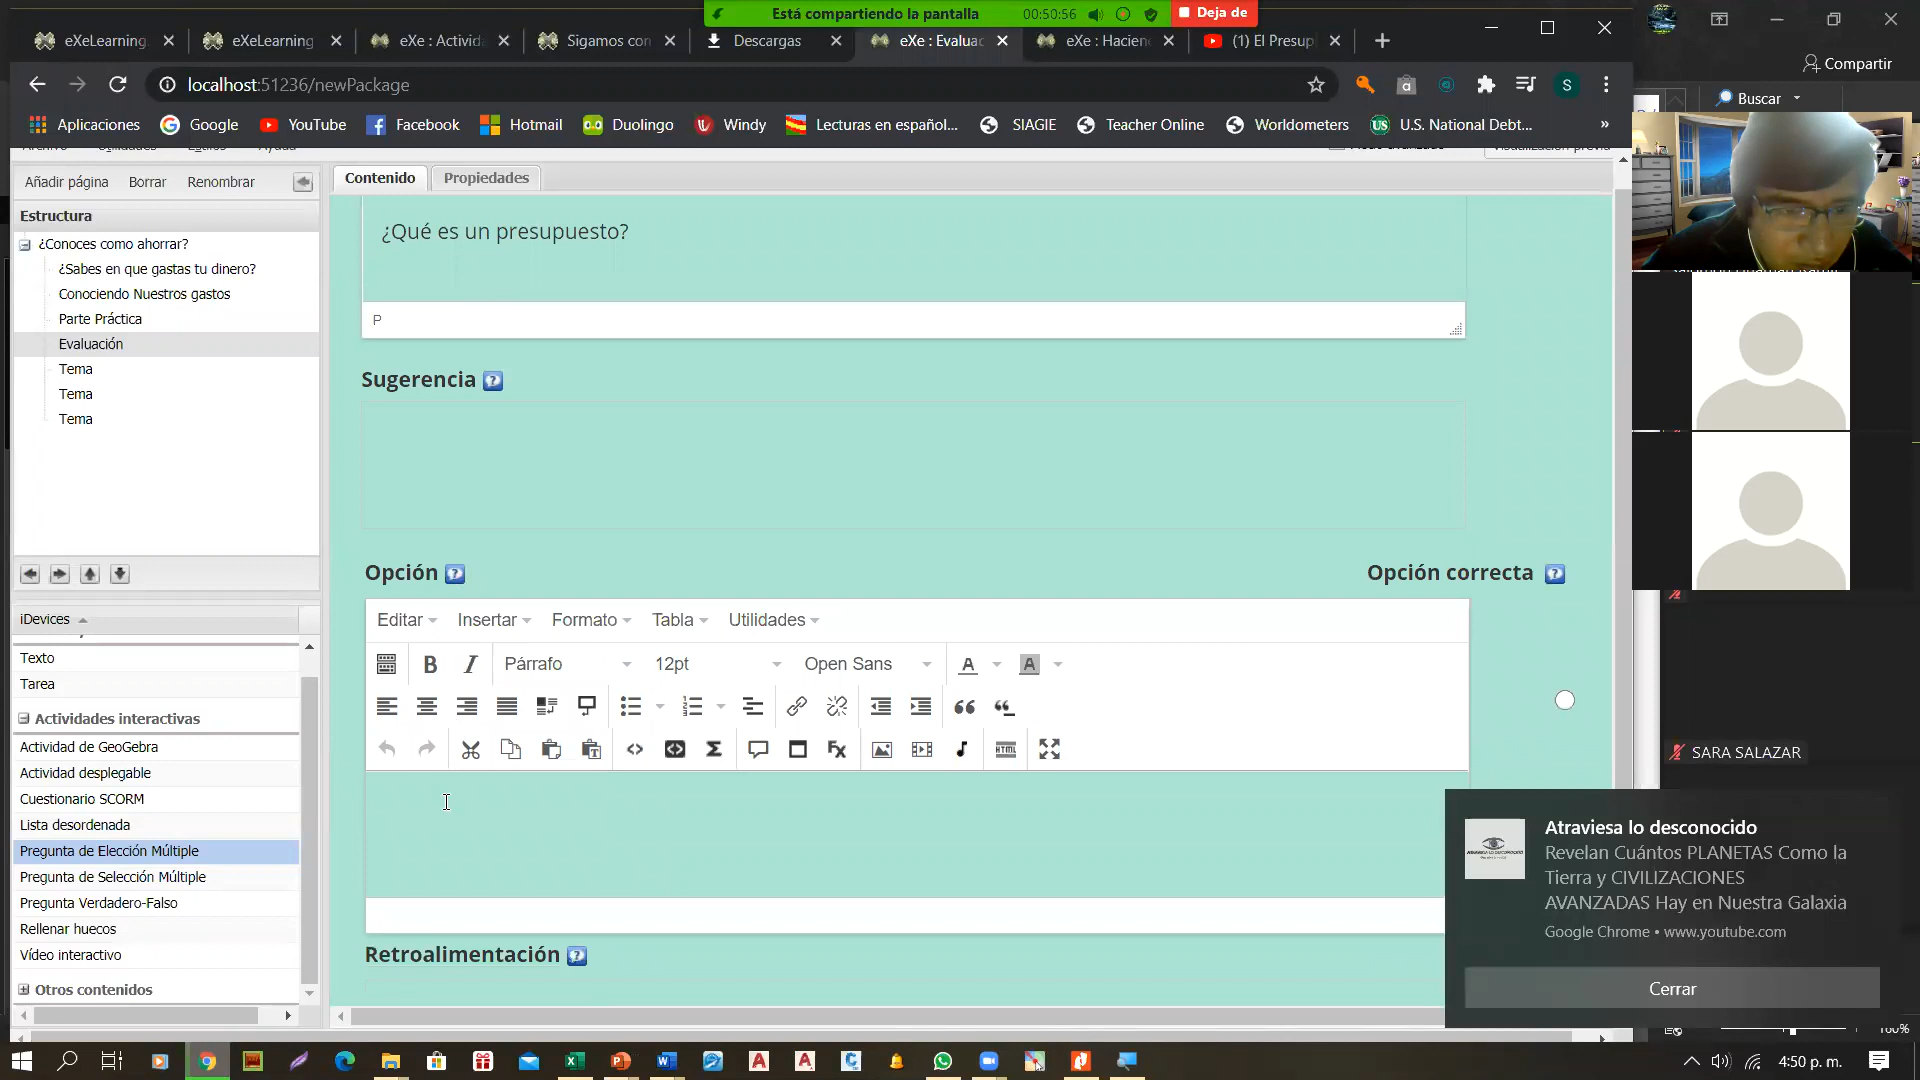 Está compartiendo la pantalla
00:50:56
Deja de
eXeLearning
eXeLearning
eXe : Activid
Sigamos con
Descargas
eXe : Evaluac
eXe : Hacien
(1) El Presup
localhost:51236/newPackage
S
Compartir
Buscar
Aplicaciones
Google
YouTube
Facebook
Hotmail
Duolingo
Windy
Lecturas en español...
SIAGIE
Teacher Online
Worldometers
US
U.S. National Debt...
»
Añadir página
Borrar
Renombrar
Contenido
Propiedades
Estructura
¿Conoces como ahorrar?
¿Sabes en que gastas tu dinero?
Conociendo Nuestros gastos
Parte Práctica
Evaluación
Tema
Tema
Tema
¿Qué es un presupuesto?
P
Sugerencia
Opción
Opción correcta
Editar
Insertar
Formato
Tabla
Utilidades
Párrafo
12pt
Open Sans
iDevices
Texto
Tarea
Actividades interactivas
Actividad de GeoGebra
Actividad desplegable
Cuestionario SCORM
Lista desordenada
Pregunta de Elección Múltiple
Pregunta de Selección Múltiple
Pregunta Verdadero-Falso
Rellenar huecos
Vídeo interactivo
Otros contenidos
Retroalimentación
SARA SALAZAR
Atraviesa lo desconocido
Revelan Cuántos PLANETAS Como la
Tierra y CIVILIZACIONES
AVANZADAS Hay en Nuestra Galaxia
Google Chrome • www.youtube.com
Cerrar
4:50 p. m.